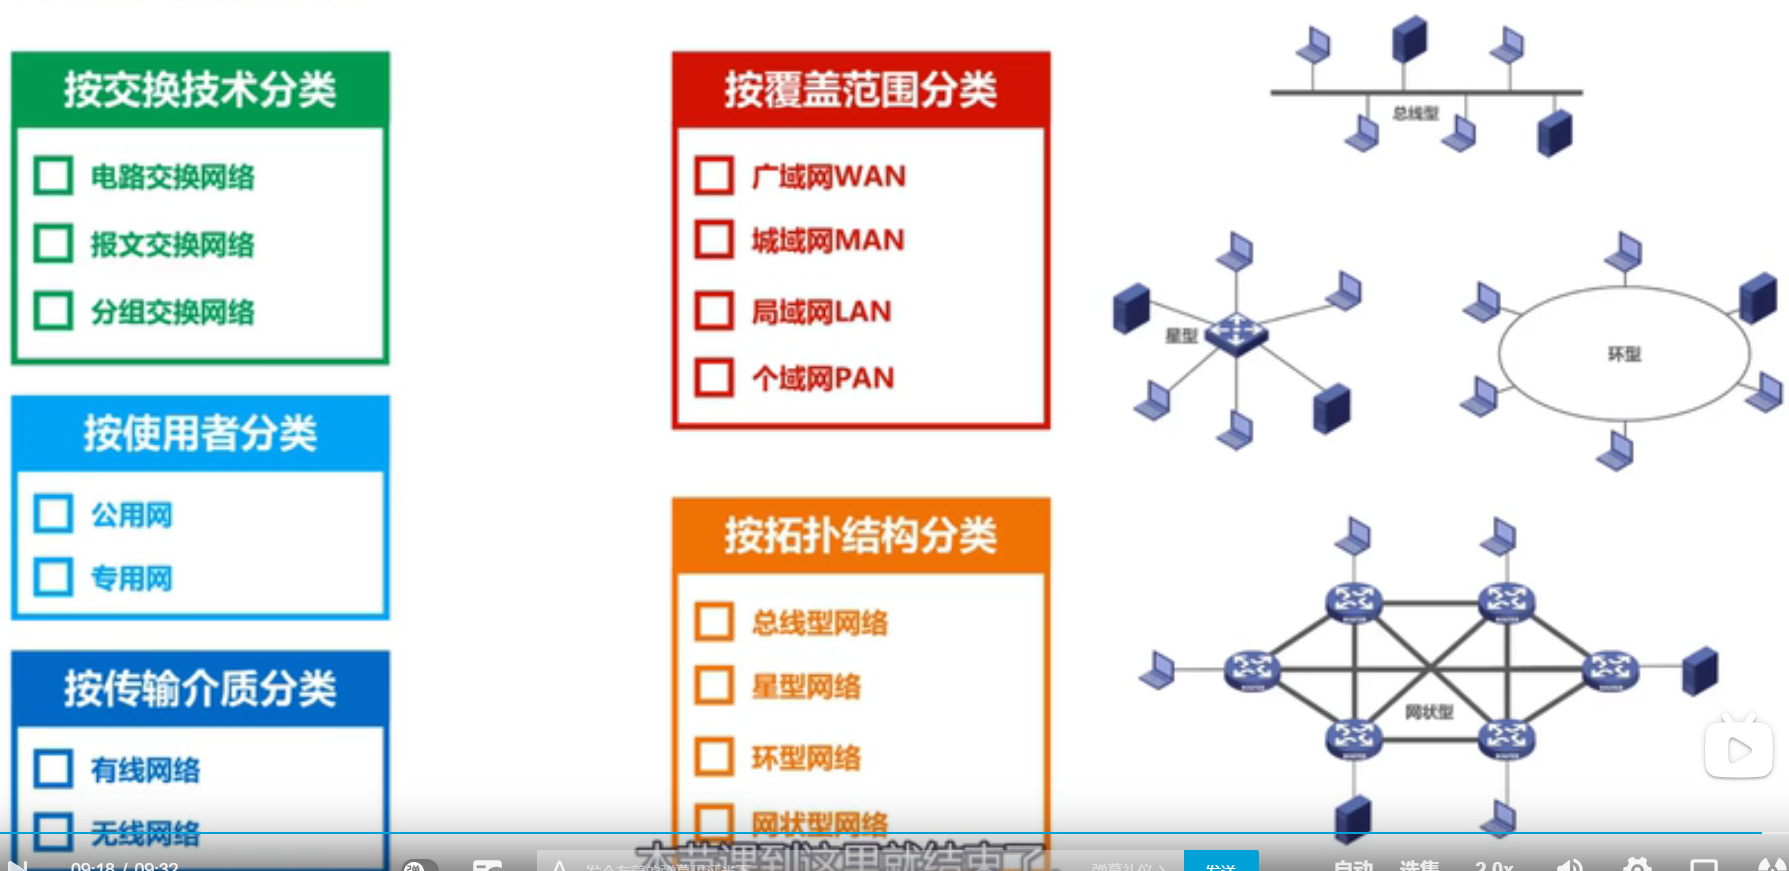 按交换技术分类
电路交换网络
报文交换网络
分组交换网络
按使用者分类
公用网
专用网
按传输介质分类
有线网络
无线网络
按覆盖范围分类
广域网WAN
城域网MAN
局域网LAN
个域网PAN
按拓扑结构分类
总线型网络
星型网络
环型网络
网状型网络
总线型
星型
环型
网状型
本节课到这里就结束了
09:18 / 09:32
弹幕礼仪 >
发送
自动
选集
2.0x